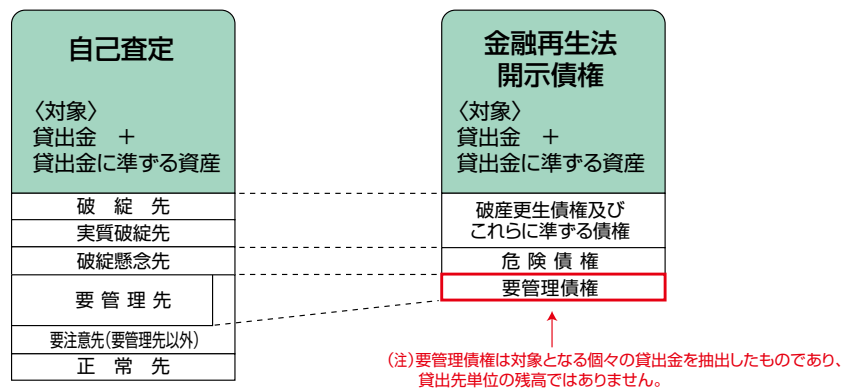 自己査定
〈対象〉
貸出金　＋
貸出金に準ずる資産
破　綻　先
実質破綻先
破綻懸念先
要 管 理 先
要注意先(要管理先以外)
正　常　先
金融再生法
開示債権
〈対象〉
貸出金　＋
貸出金に準ずる資産
破産更生債権及び
これらに準ずる債権
危 険 債 権
要管理債権
（注）要管理債権は対象となる個々の貸出金を抽出したものであり、
貸出先単位の残高ではありません。